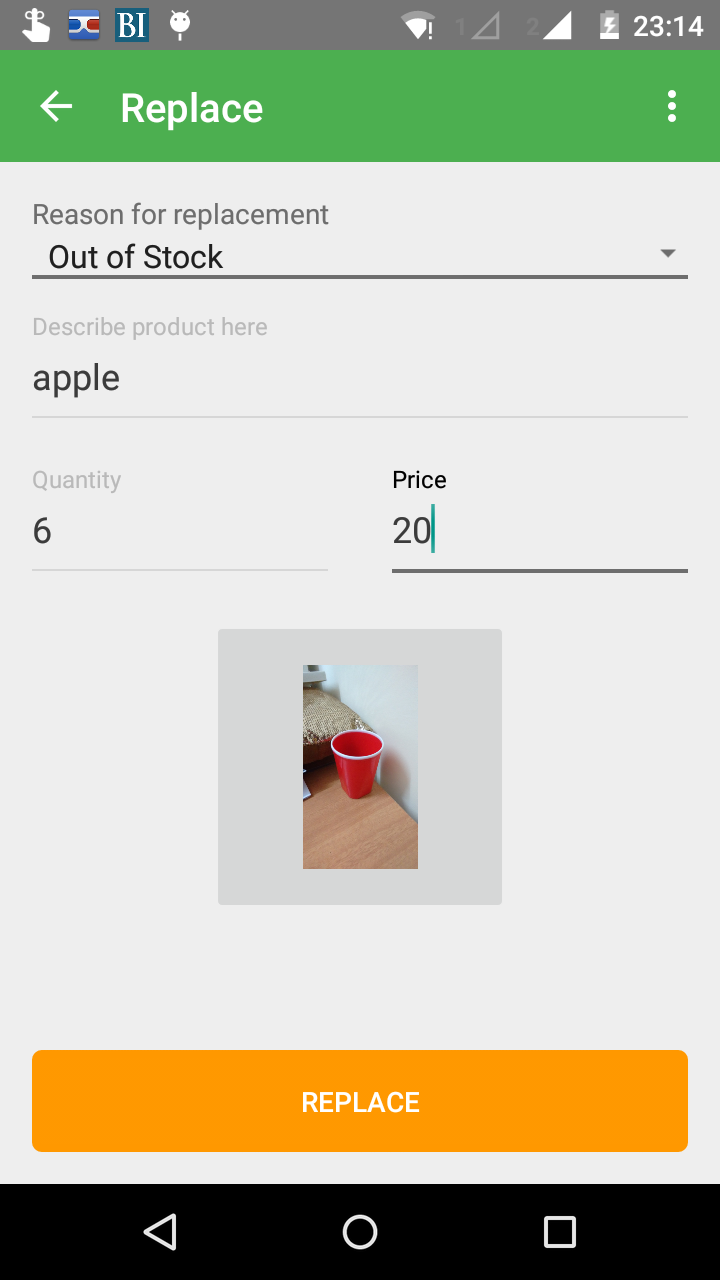 BI
1
2
23:14
Replace
Reason for replacement
Out of Stock
Describe product here
apple
Quantity
Price
6
20
REPLACE